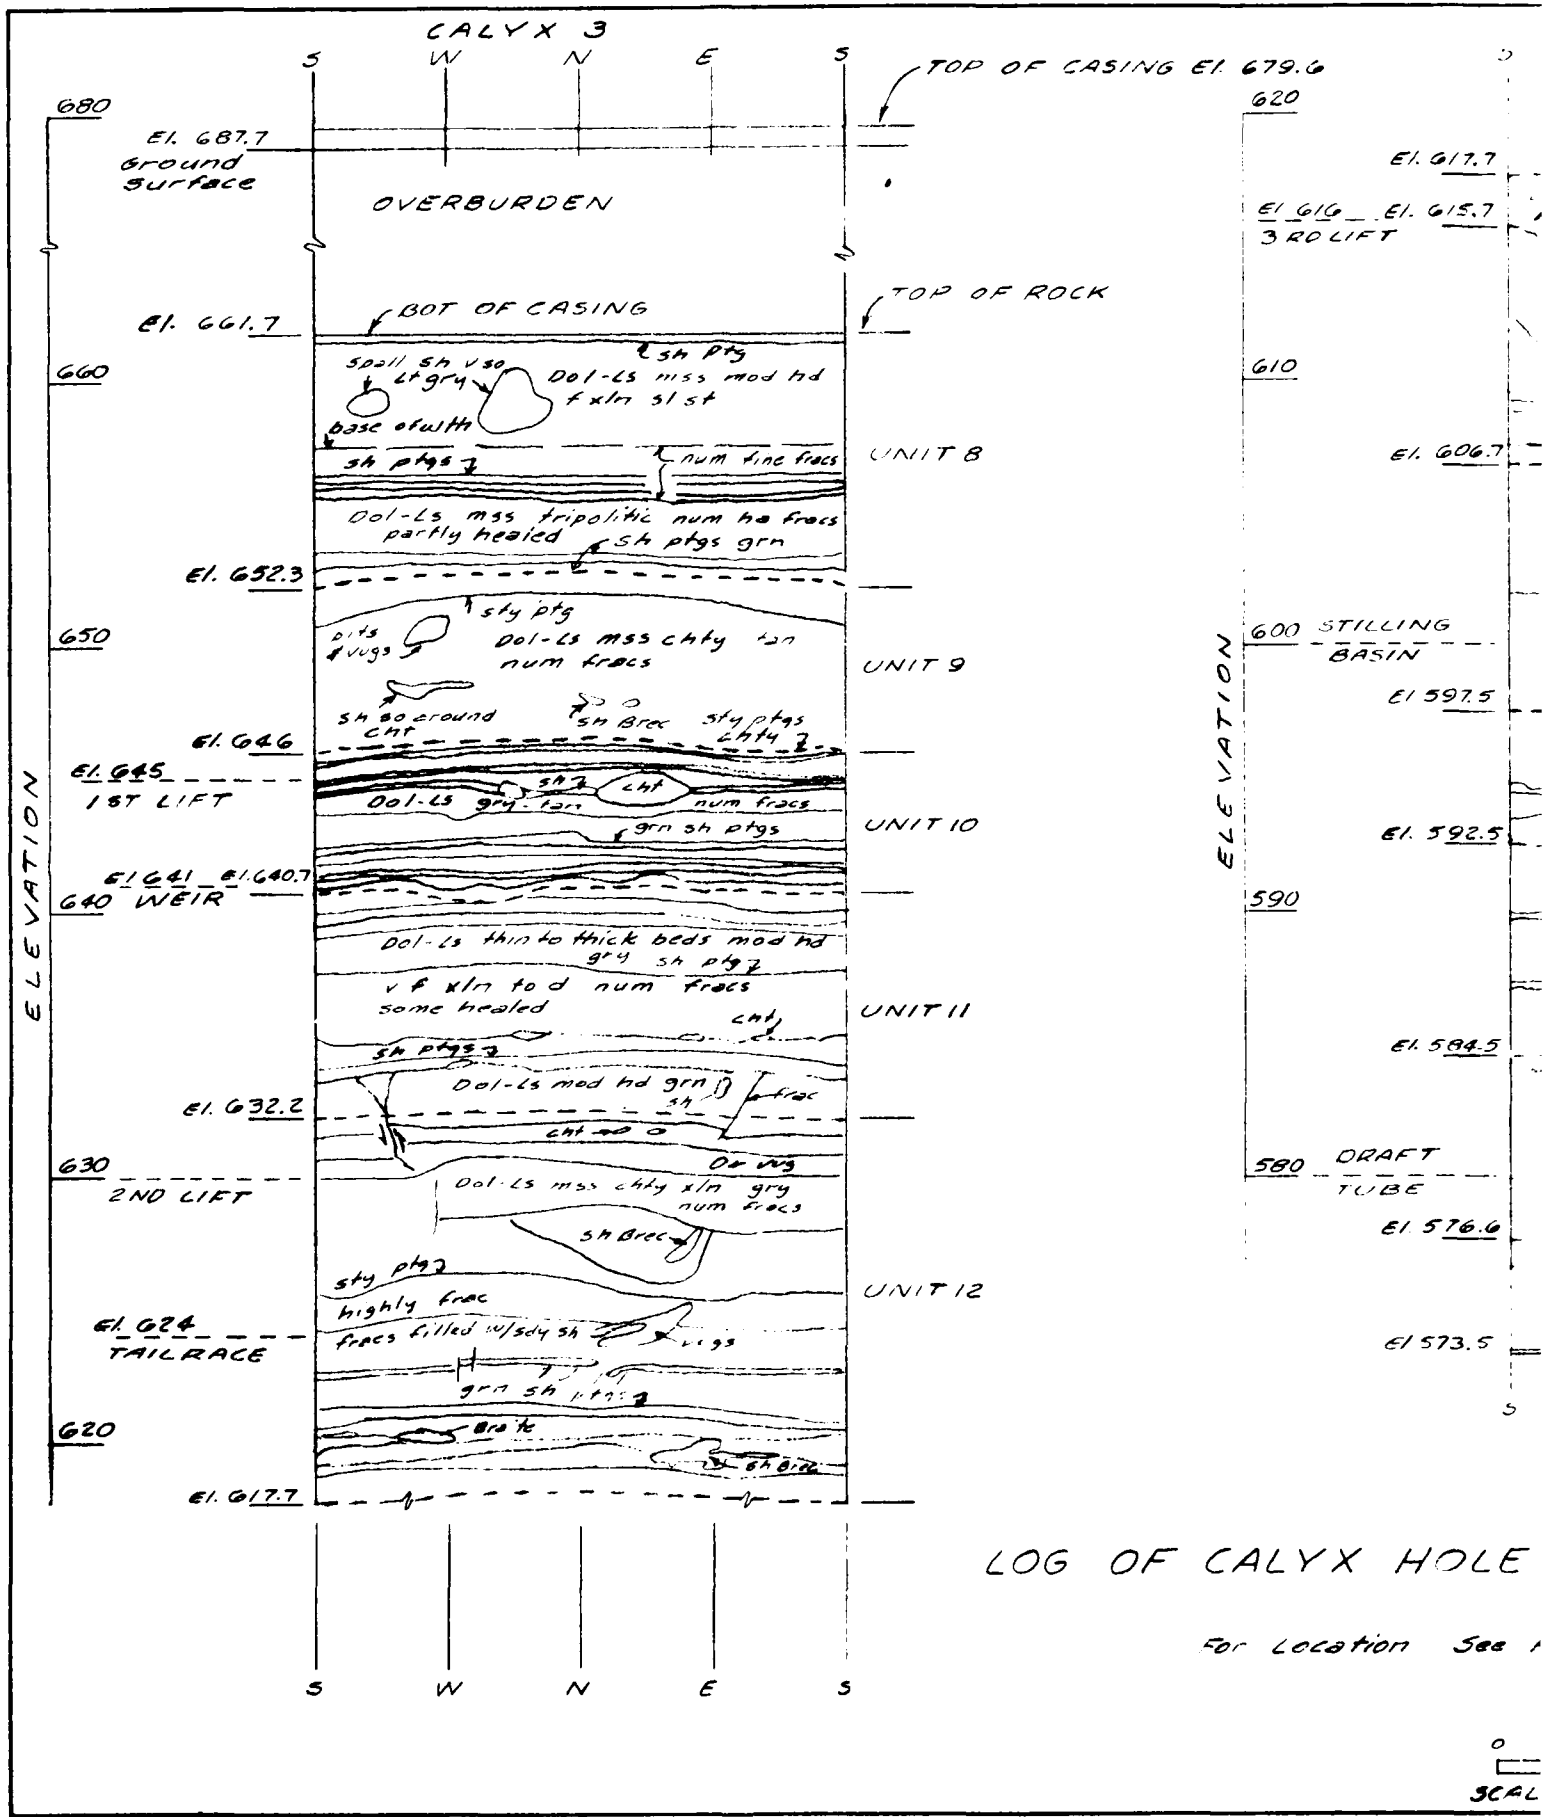 CALYX 3
S W N E S
TOP OF CASING El. 679.6
680
El. 687.7
Ground
Surface
OVERBURDEN
TOP OF ROCK
BOT OF CASING
El. 661.7
sh ptg
660
spall sh v so
Lt gry
Dol-Ls mss mod hd
f xln sl st
base of wth
sh ptgs
num fine fracs
UNIT 8
Dol-Ls mss tripolitic num hd fracs
partly healed
sh ptgs grn
El. 652.3
sty ptg
650
pits
& vugs
Dol-Ls mss chty tan
num fracs
UNIT 9
sh so around
cht
sh Brec
sty ptgs
chty
El. 646
El. 645
1ST LIFT
sh
cht
Dol-Ls gry-tan num fracs
grn sh ptgs
UNIT 10
El 641 El. 640.7
WEIR
640
ELEVATION
Dol-Ls thin to thick beds mod hd
gry sh ptg
v f xln to d num fracs
some healed
UNIT 11
cht
sh ptgs
Dol-Ls mod hd grn
sh
frac
El. 632.2
cht
630
2ND LIFT
Dr vug
Dol-Ls mss chty xln gry
num fracs
sh Brec
sty ptg
UNIT 12
highly frac
fracs filled w/sdy sh
vugs
El. 624
TAILRACE
grn sh ptgs
620
sh Brec
El. 617.7
S W N E S
620
El. 617.7
El 616 El. 615.7
3 RD LIFT
610
El. 606.7
ELEVATION
600 STILLING
BASIN
El 597.5
El. 592.5
590
El. 584.5
580 DRAFT
TUBE
El. 576.6
El 573.5
S
LOG OF CALYX HOLE
For Location See
0
SCAL